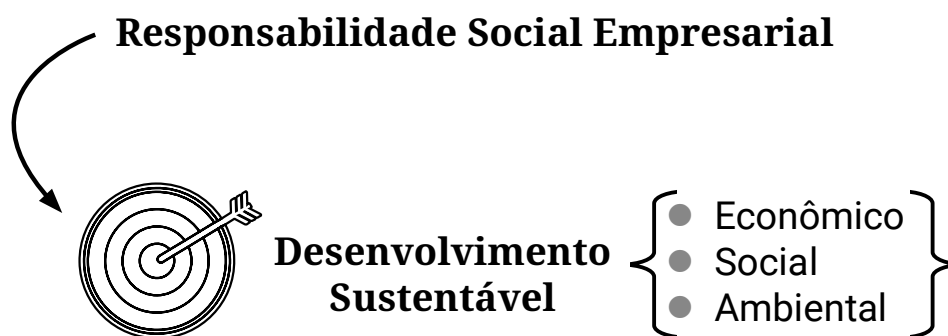 Responsabilidade Social Empresarial
Desenvolvimento
Sustentável
Econômico
Social
Ambiental